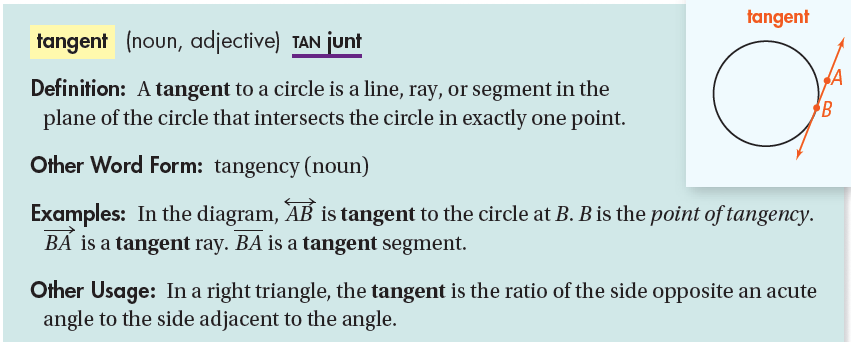 tangent (noun, adjective) TAN junt
tangent
Definition: A tangent to a circle is a line, ray, or segment in the
plane of the circle that intersects the circle in exactly one point.
A
B
Other Word Form: tangency (noun)
Examples: In the diagram, AB is tangent to the circle at B. B is the point of tangency.
BA is a tangent ray. BA is a tangent segment.
Other Usage: In a right triangle, the tangent is the ratio of the side opposite an acute
angle to the side adjacent to the angle.